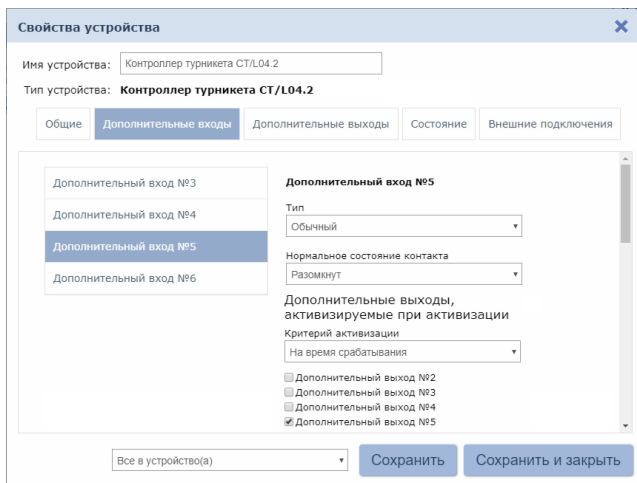 Свойства устройства
Имя устройства: Контроллер турникета CT/L04.2
Тип устройства: Контроллер турникета CT/L04.2
Общие Дополнительные входы Дополнительные выходы Состояние Внешние подключения
Дополнительный вход №3
Дополнительный вход №4
Дополнительный вход №5
Дополнительный вход №6
Дополнительный вход №5
Тип
Обычный
Нормальное состояние контакта
Разомкнут
Дополнительные выходы,
активизируемые при активизации
Критерий активизации
На время срабатывания
Дополнительный выход №2
Дополнительный выход №3
Дополнительный выход №4
Дополнительный выход №5
Все в устройство(а) Сохранить Сохранить и закрыть